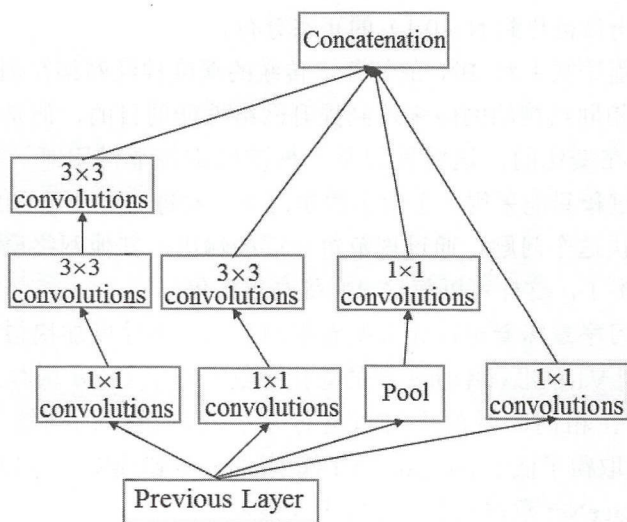 Concatenation
3×3
convolutions
3×3
convolutions
3×3
convolutions
1×1
convolutions
1×1
convolutions
1×1
convolutions
Pool
1×1
convolutions
Previous Layer